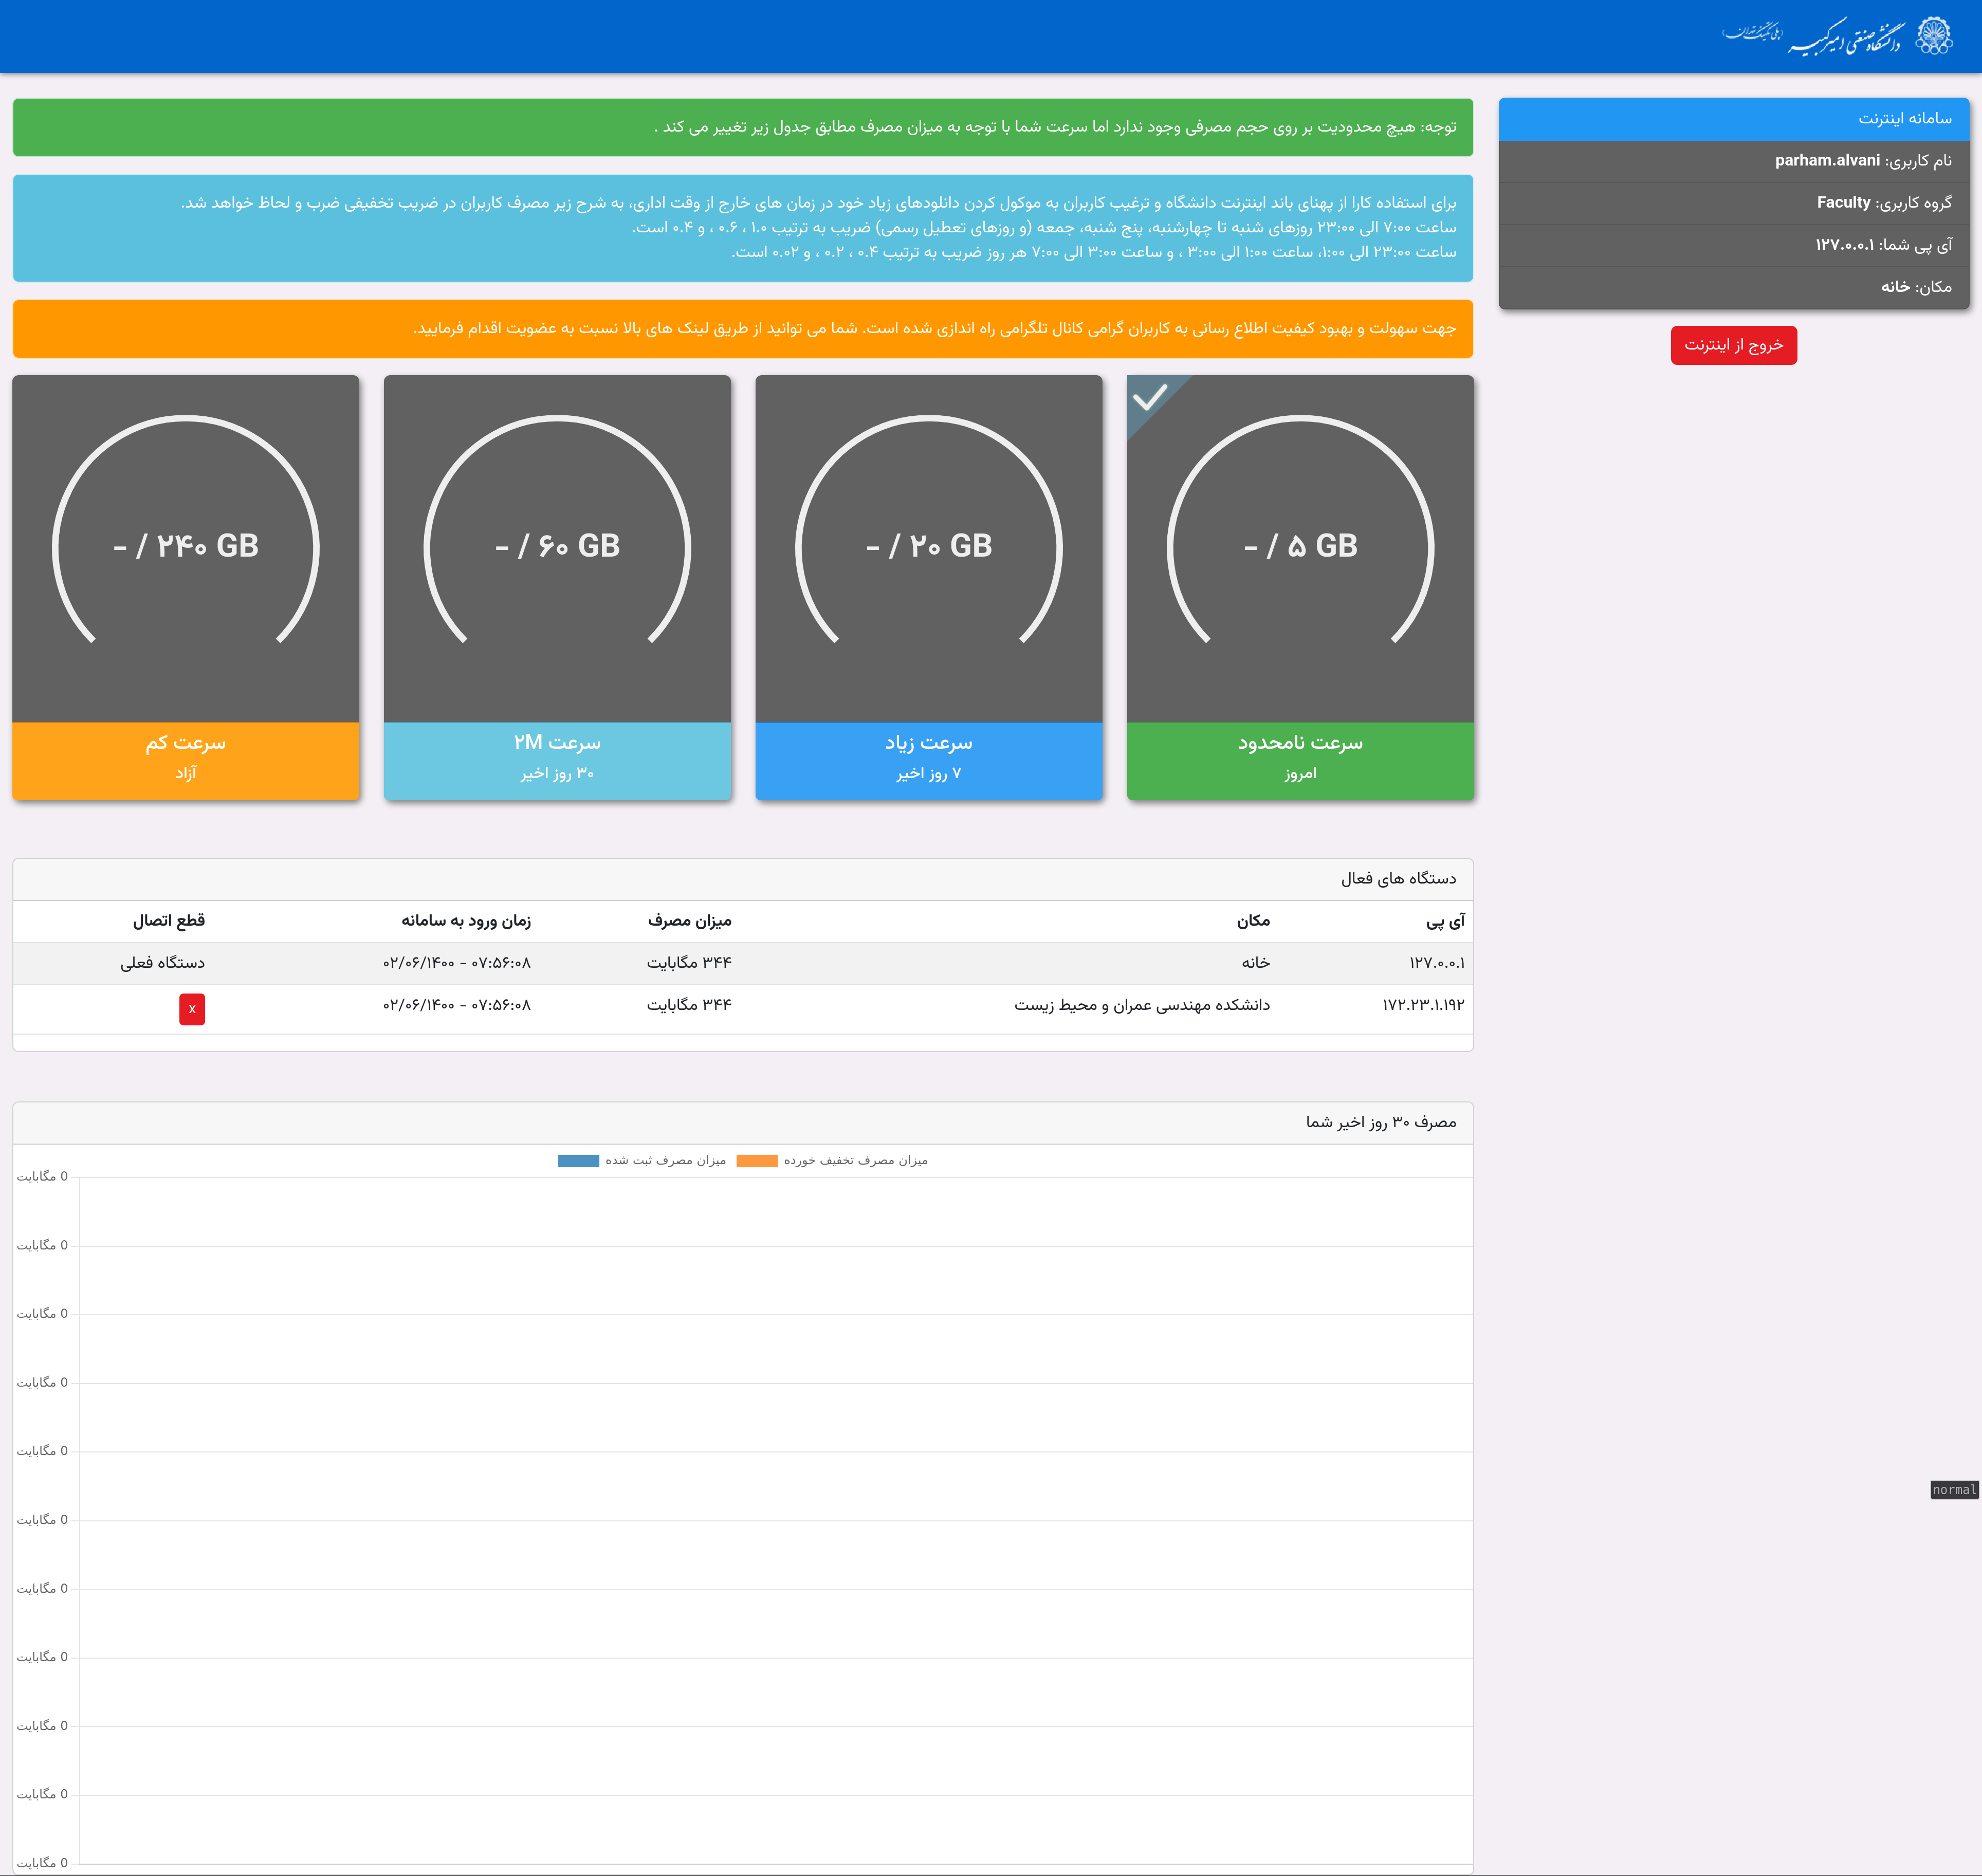 دانشگاه صنعتی امیرکبیر
(پلی‌تکنیک تهران)
سامانه اینترنت
نام کاربری: parham.alvani
گروه کاربری: Faculty
آی پی شما: ۱۲۷.۰.۰.۱
مکان: خانه
خروج از اینترنت
توجه: هیچ محدودیت بر روی حجم مصرفی وجود ندارد اما سرعت شما با توجه به میزان مصرف مطابق جدول زیر تغییر می کند .
برای استفاده کارا از پهنای باند اینترنت دانشگاه و ترغیب کاربران به موکول کردن دانلودهای زیاد خود در زمان های خارج از وقت اداری، به شرح زیر مصرف کاربران در ضریب تخفیفی ضرب و لحاظ خواهد شد.
ساعت ۷:۰۰ الی ۲۳:۰۰ روزهای شنبه تا چهارشنبه، پنج شنبه، جمعه (و روزهای تعطیل رسمی) ضریب به ترتیب ۱.۰ ، ۰.۶ ، و ۰.۴ است.
ساعت ۲۳:۰۰ الی ۱:۰۰، ساعت ۱:۰۰ الی ۳:۰۰ ، و ساعت ۳:۰۰ الی ۷:۰۰ هر روز ضریب به ترتیب ۰.۴ ، ۰.۲ ، و ۰.۰۲ است.
جهت سهولت و بهبود کیفیت اطلاع رسانی به کاربران گرامی کانال تلگرامی راه اندازی شده است. شما می توانید از طریق لینک های بالا نسبت به عضویت اقدام فرمایید.
- / ۵ GB
سرعت نامحدود
امروز
- / ۲۰ GB
سرعت زیاد
۷ روز اخیر
- / ۶۰ GB
سرعت ۲M
۳۰ روز اخیر
- / ۲۴۰ GB
سرعت کم
آزاد
دستگاه های فعال
آی پی مکان میزان مصرف زمان ورود به سامانه قطع اتصال
۱۲۷.۰.۰.۱ خانه ۳۴۴ مگابایت ۰۲/۰۶/۱۴۰۰ - ۰۷:۵۶:۰۸ دستگاه فعلی
۱۷۲.۲۳.۱.۱۹۲ دانشکده مهندسی عمران و محیط زیست ۳۴۴ مگابایت ۰۲/۰۶/۱۴۰۰ - ۰۷:۵۶:۰۸ x
مصرف ۳۰ روز اخیر شما
میزان مصرف تخفیف خورده
میزان مصرف ثبت شده
0 مگابایت
0 مگابایت
0 مگابایت
0 مگابایت
0 مگابایت
0 مگابایت
0 مگابایت
0 مگابایت
0 مگابایت
0 مگابایت
0 مگابایت
normal